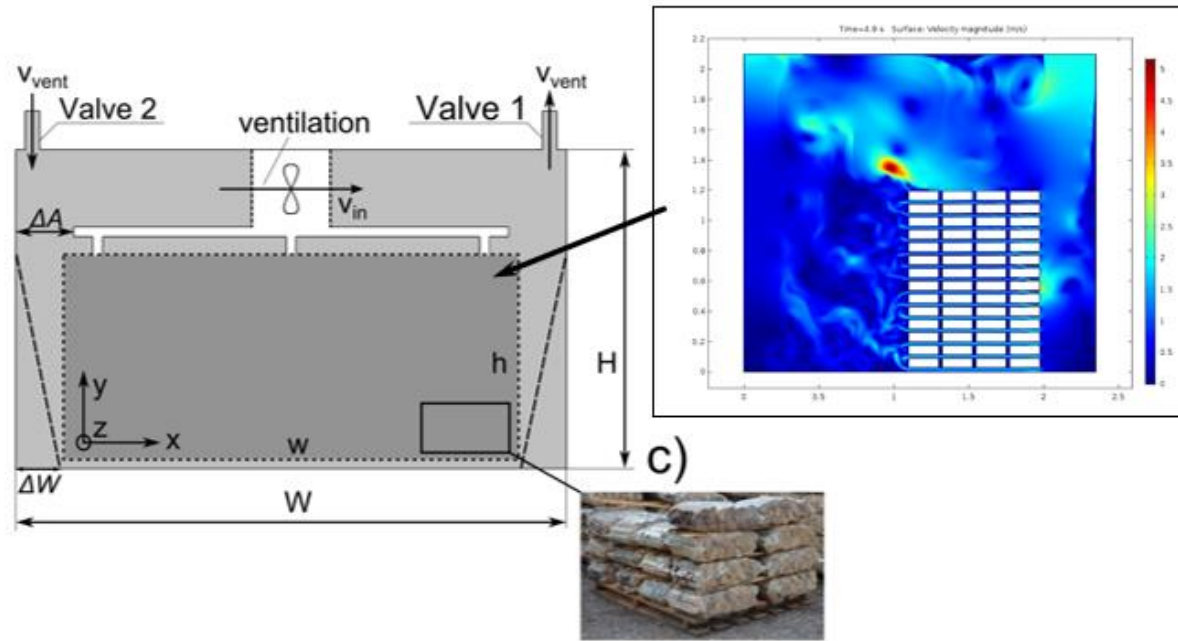 v_vent
Valve 2
ventilation
v_in
Valve 1
v_vent
ΔA
h
H
y
z
x
w
ΔW
W
c)
Time=4.9 s Surface: Velocity magnitude (m/s)
2.2
2
1.8
1.6
1.4
1.2
1
0.8
0.6
0.4
0.2
0
0 0.5 1 1.5 2 2.5
5
4.5
4
3.5
3
2.5
2
1.5
1
0.5
0